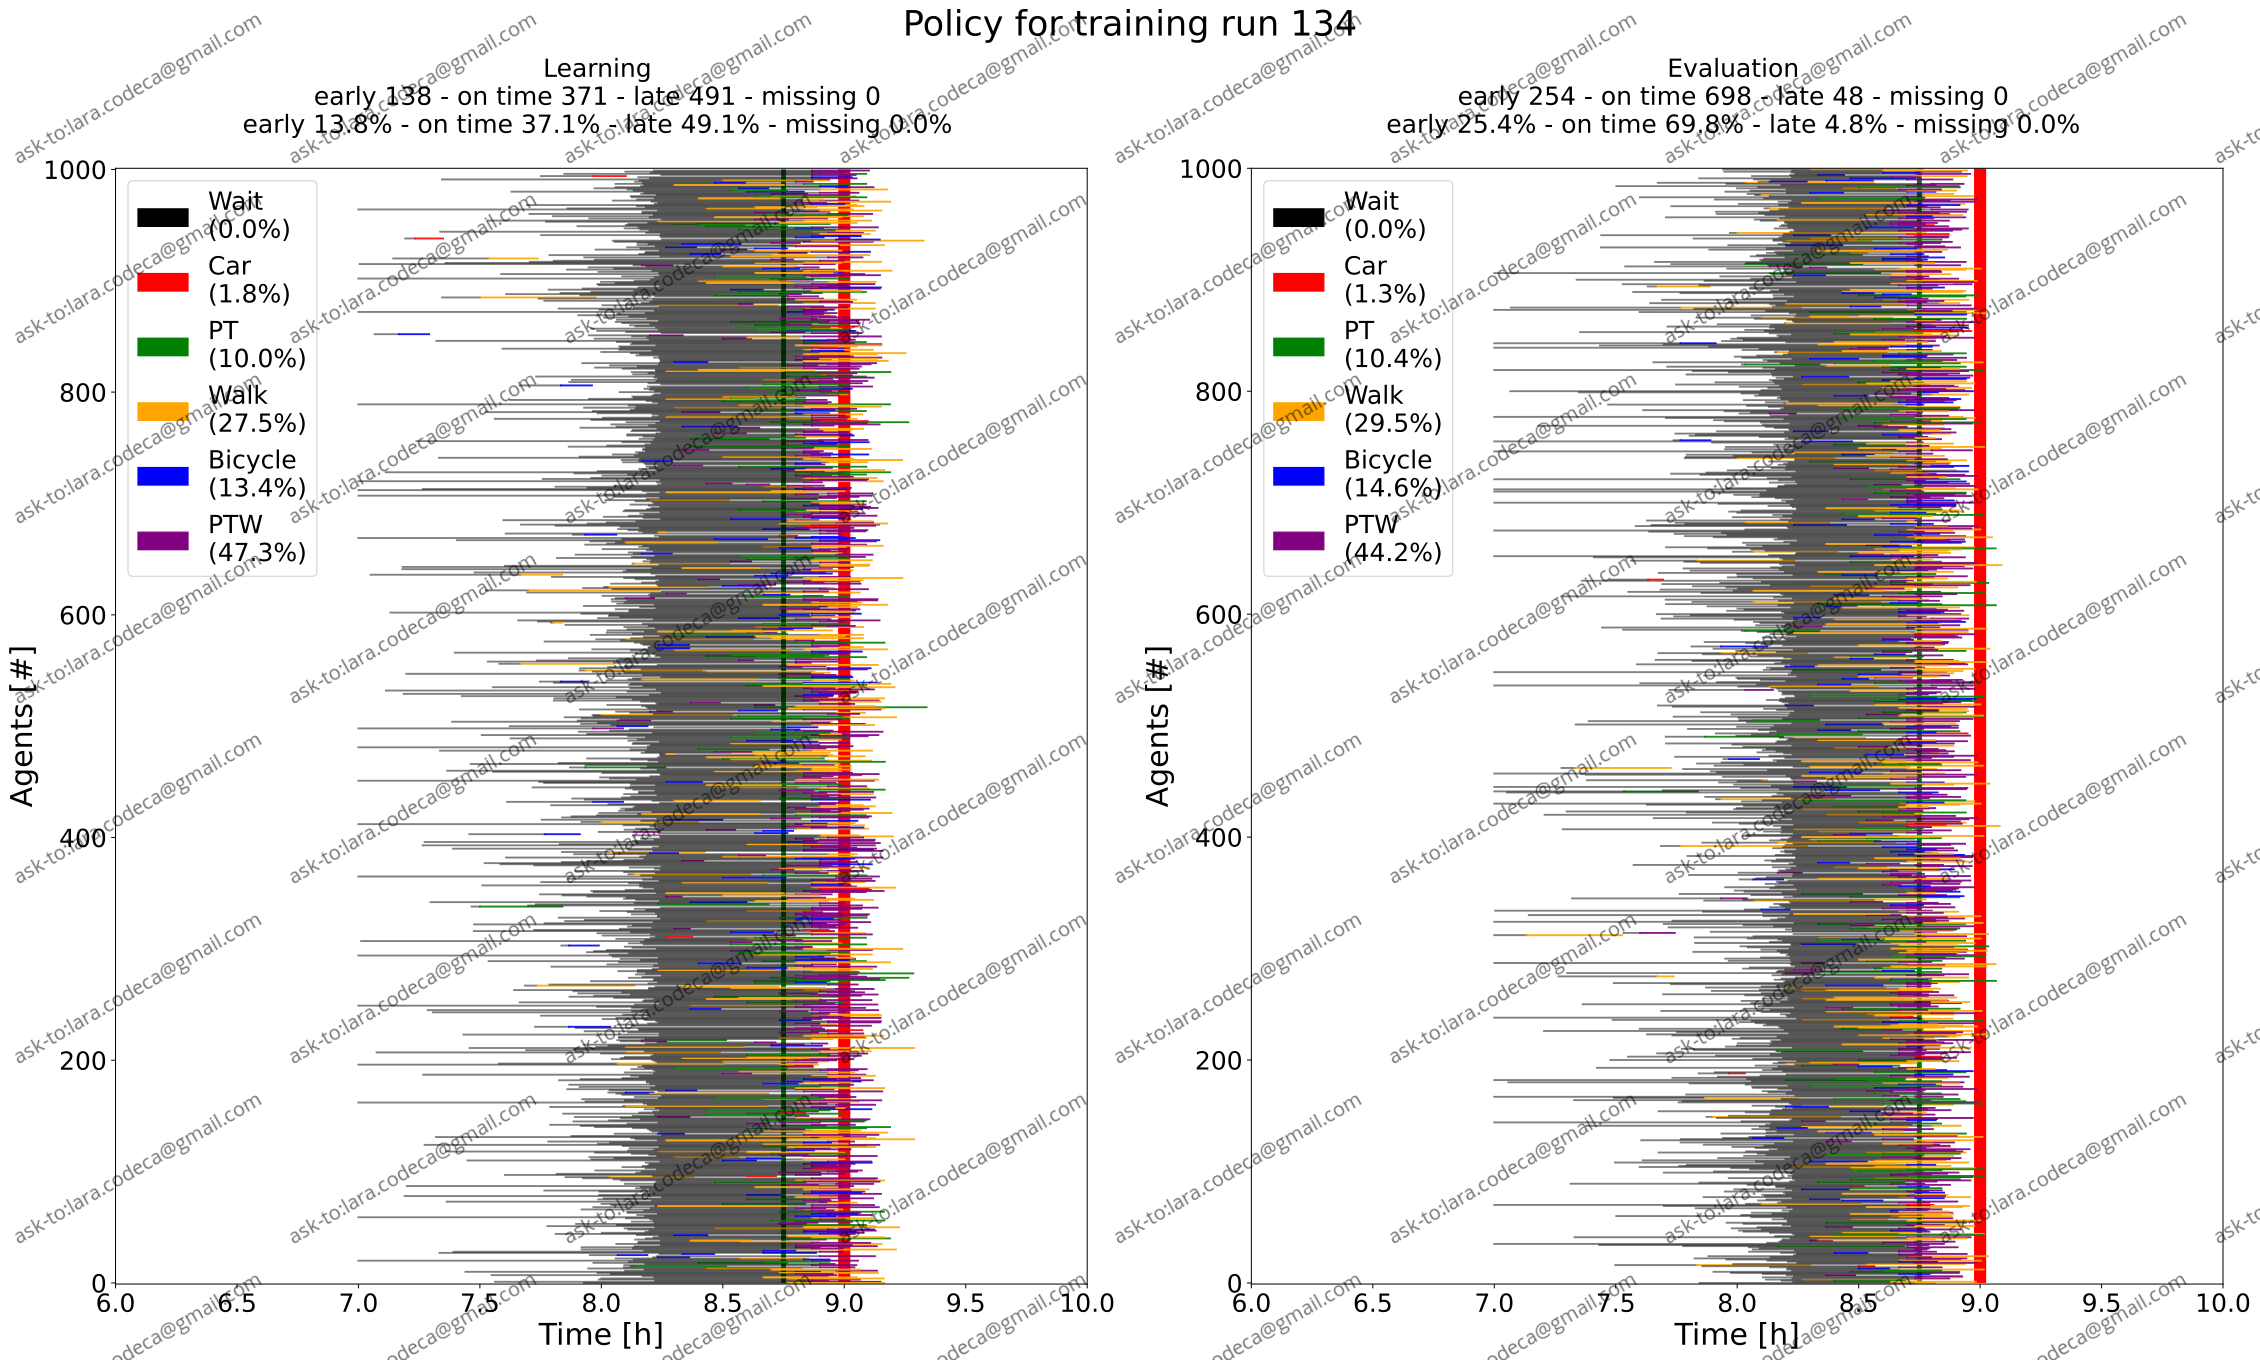 Policy for training run 134
Learning
early 138 - on time 371 - late 491 - missing 0
early 13.8% - on time 37.1% - late 49.1% - missing 0.0%
1000
800
600
400
200
0
Agents [#]
Wait
(0.0%)
Car
(1.8%)
PT
(10.0%)
Walk
(27.5%)
Bicycle
(13.4%)
PTW
(47.3%)
6.0 6.5 7.0 7.5 8.0 8.5 9.0 9.5 10.0
Time [h]
Evaluation
early 254 - on time 698 - late 48 - missing 0
early 25.4% - on time 69.8% - late 4.8% - missing 0.0%
1000
800
600
400
200
0
Agents [#]
Wait
(0.0%)
Car
(1.3%)
PT
(10.4%)
Walk
(29.5%)
Bicycle
(14.6%)
PTW
(44.2%)
6.0 6.5 7.0 7.5 8.0 8.5 9.0 9.5 10.0
Time [h]
ask-to:lara.codeca@gmail.com